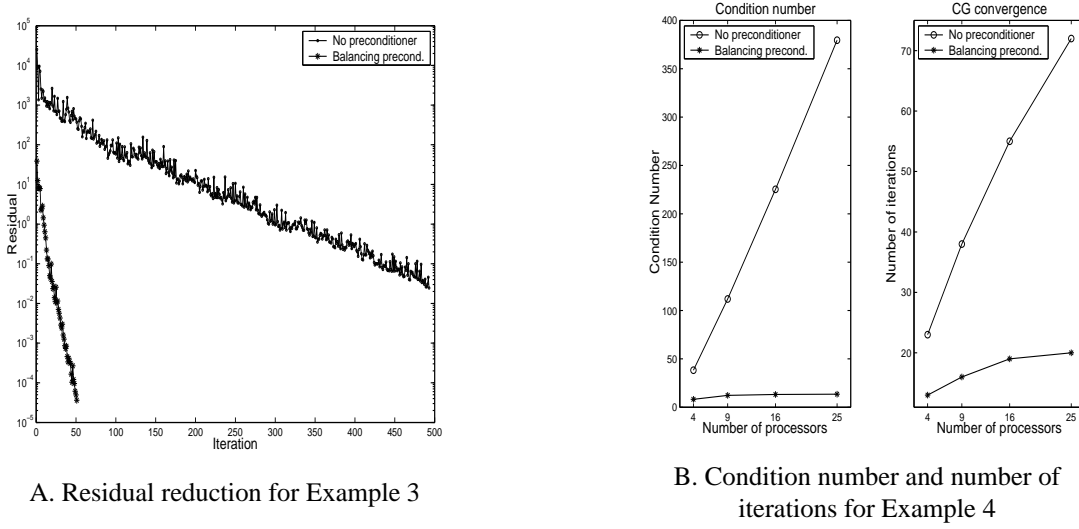 No preconditioner
Balancing precond.
10^5
10^4
10^3
10^2
10^1
10^0
10^-1
10^-2
10^-3
10^-4
10^-5
Residual
0 50 100 150 200 250 300 350 400 450 500
Iteration
A. Residual reduction for Example 3
Condition number
No preconditioner
Balancing precond.
400
350
300
250
200
150
100
50
0
Condition Number
4 9 16 25
Number of processors
CG convergence
No preconditioner
Balancing precond.
70
60
50
40
30
20
Number of iterations
4 9 16 25
Number of processors
B. Condition number and number of
iterations for Example 4